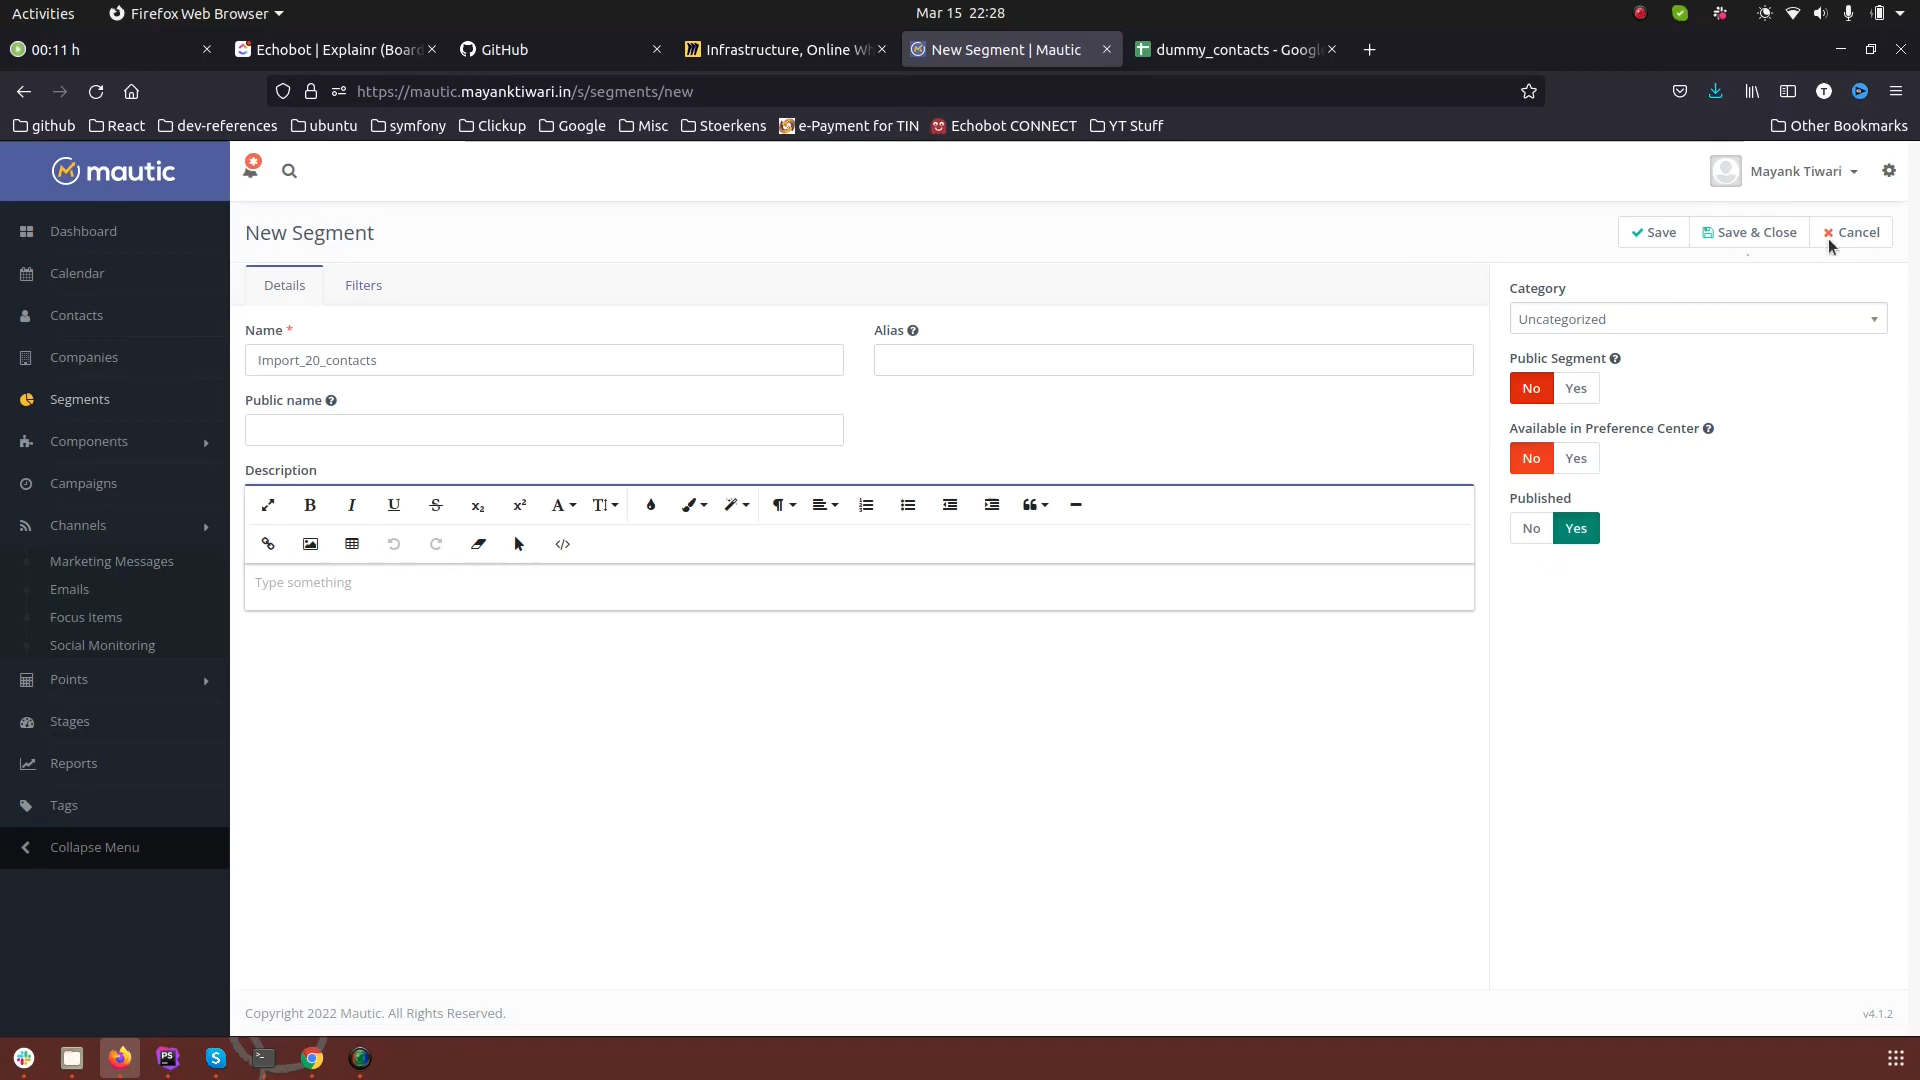 Activities Firefox Web Browser Mar 15 22:28
00:11 h Echobot | Explainr (Board GitHub Infrastructure, Online Wh New Segment | Mautic dummy_contacts - Googl
https://mautic.mayanktiwari.in/s/segments/new
github React dev-references ubuntu symfony Clickup Google Misc Stoerkens e-Payment for TIN Echobot CONNECT YT Stuff Other Bookmarks
mautic
Mayank Tiwari
Dashboard
Calendar
Contacts
Companies
Segments
Components
Campaigns
Channels
Marketing Messages
Emails
Focus Items
Social Monitoring
Points
Stages
Reports
Tags
Collapse Menu
New Segment
Save Save & Close Cancel
Details Filters
Name *
Import_20_contacts
Alias
Public name
Description
Type something
Category
Uncategorized
Public Segment
No Yes
Available in Preference Center
No Yes
Published
No Yes
Copyright 2022 Mautic. All Rights Reserved.
v4.1.2